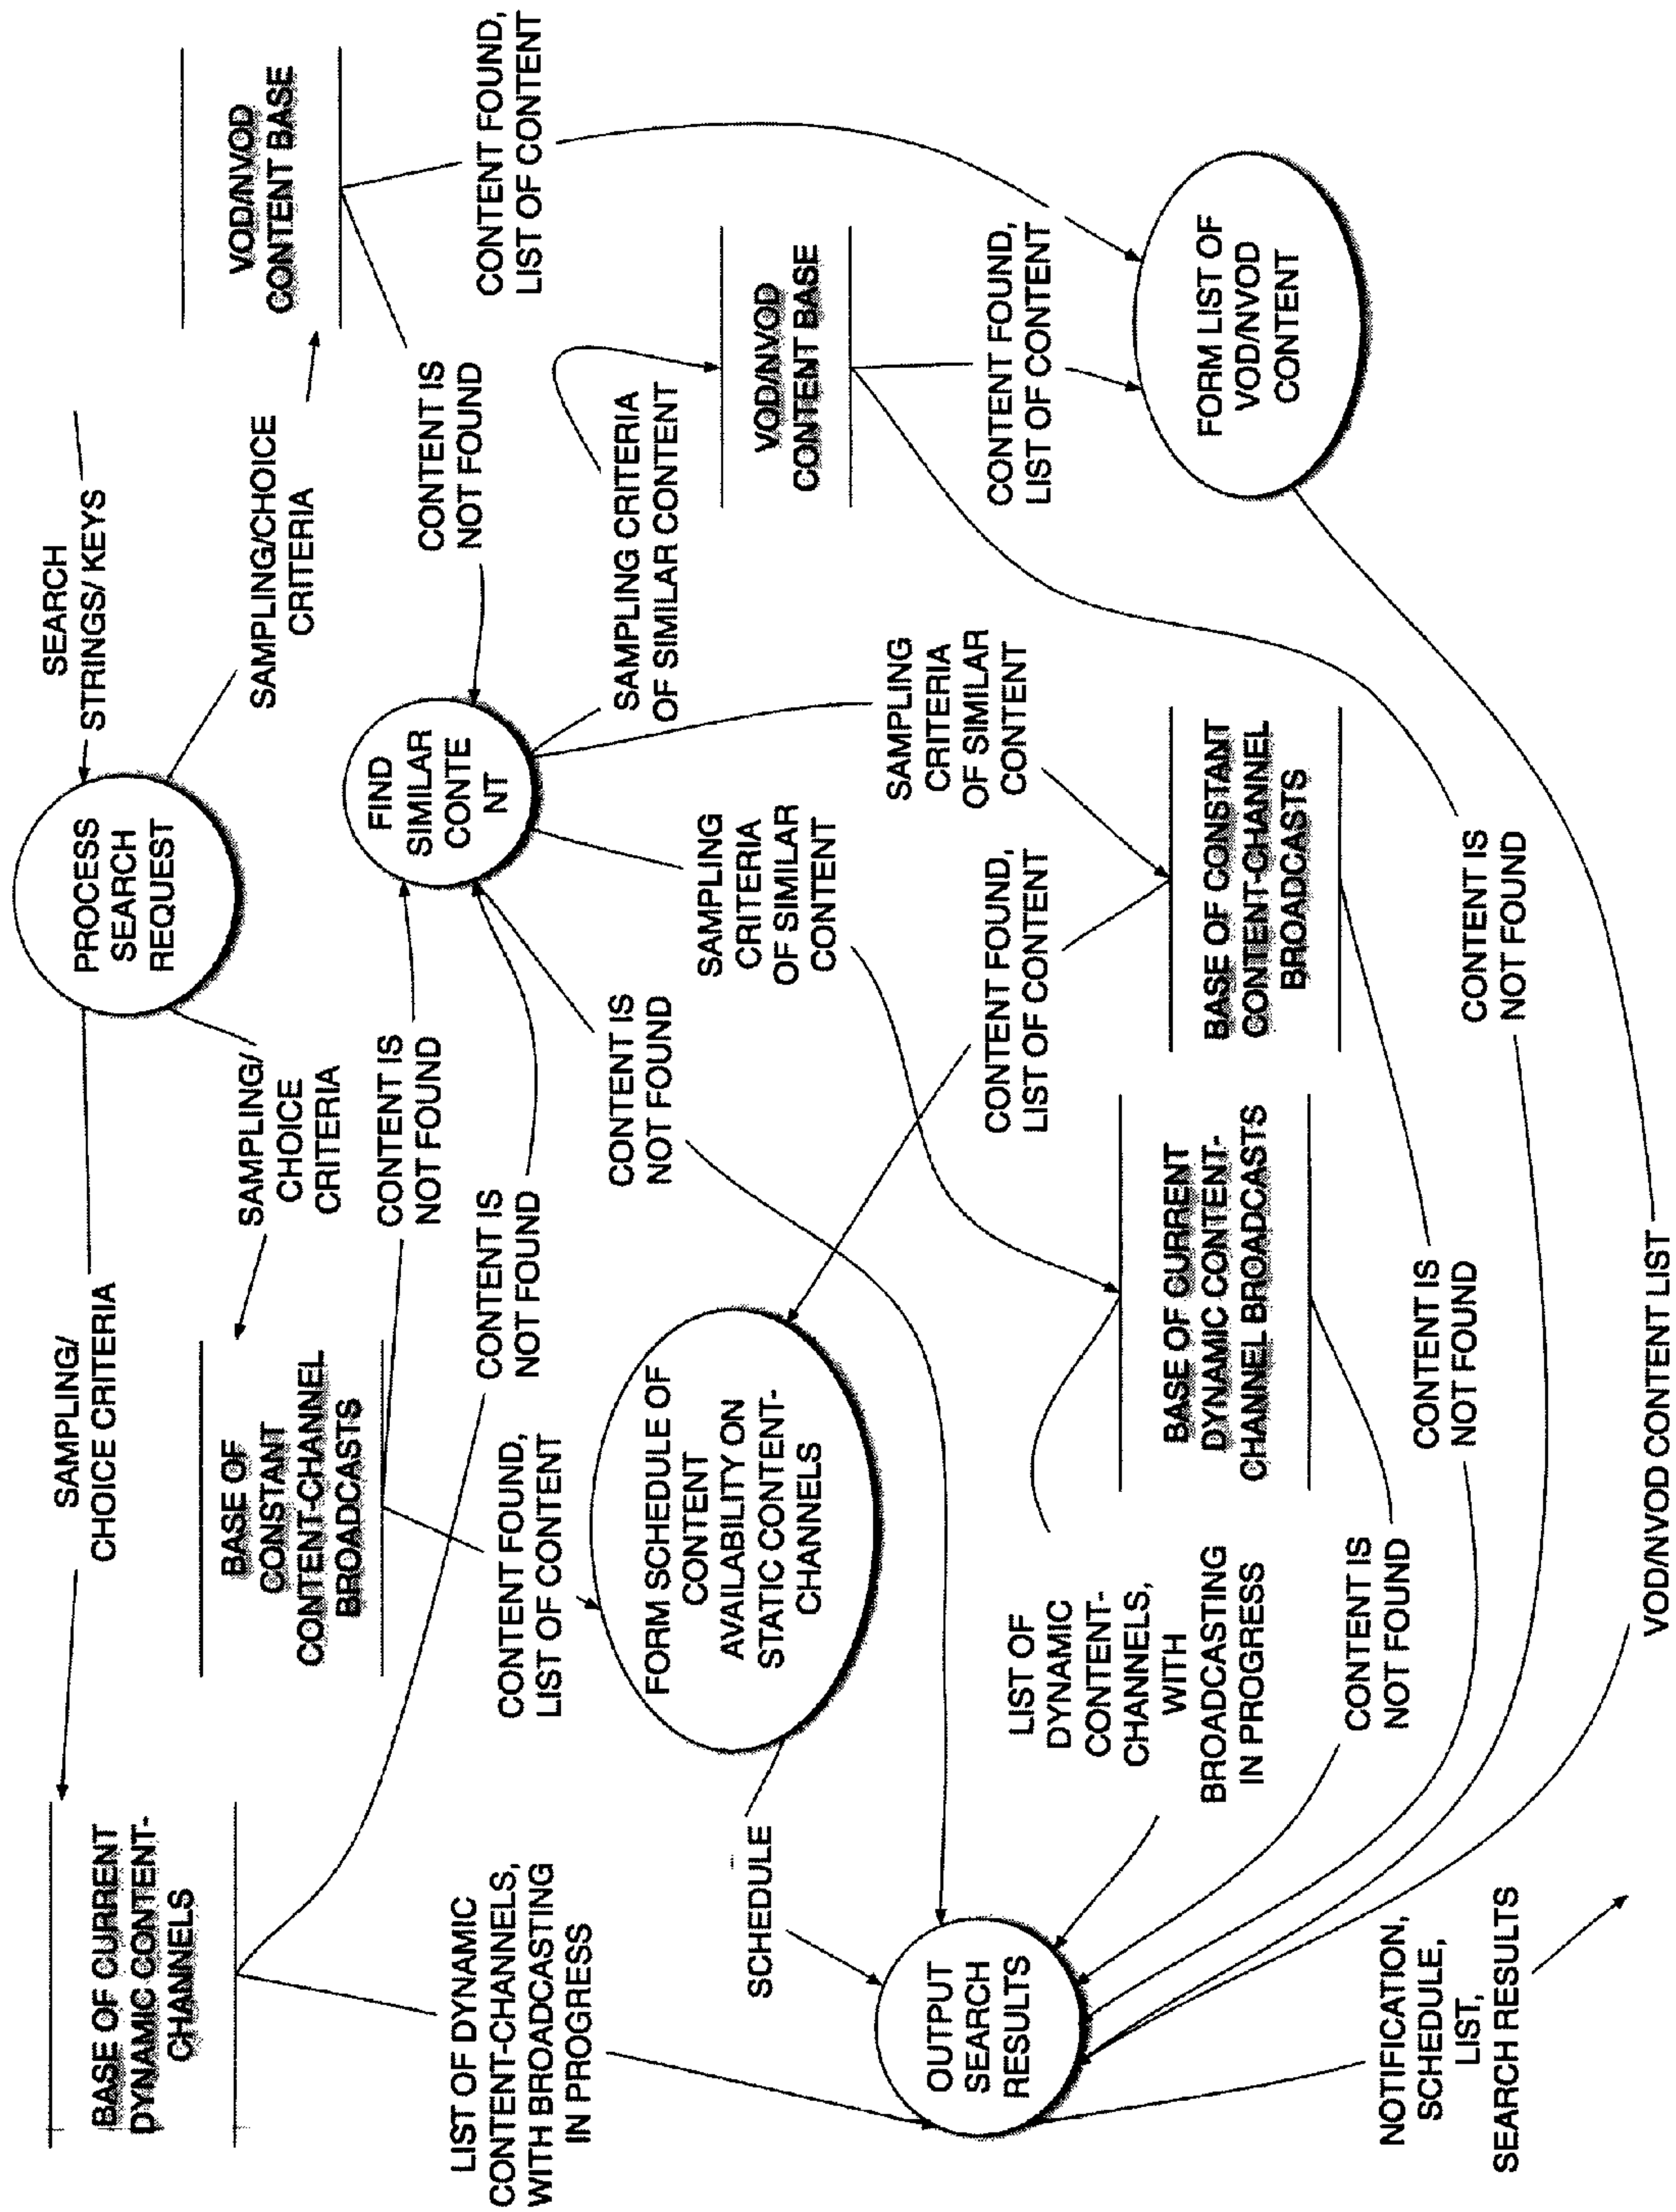 SEARCH
STRINGS/ KEYS
PROCESS
SEARCH
REQUEST
SAMPLING/
CHOICE CRITERIA
SAMPLING/
CHOICE
CRITERIA
SAMPLING/CHOICE
CRITERIA
BASE OF CURRENT
DYNAMIC CONTENT-
CHANNELS
BASE OF
CONSTANT
CONTENT-CHANNEL
BROADCASTS
VOD/NVOD
CONTENT BASE
CONTENT IS
NOT FOUND
CONTENT IS
NOT FOUND
CONTENT IS
NOT FOUND
CONTENT FOUND,
LIST OF CONTENT
FIND
SIMILAR
CONTE
NT
LIST OF DYNAMIC
CONTENT-CHANNELS,
WITH BROADCASTING
IN PROGRESS
CONTENT FOUND,
LIST OF CONTENT
CONTENT IS
NOT FOUND
SAMPLING CRITERIA
OF SIMILAR CONTENT
FORM SCHEDULE OF
CONTENT
AVAILABILITY ON
STATIC CONTENT-
CHANNELS
SAMPLING
CRITERIA
OF SIMILAR
CONTENT
VOD/NVOD
CONTENT BASE
SCHEDULE
SAMPLING
CRITERIA
OF SIMILAR
CONTENT
OUTPUT
SEARCH
RESULTS
CONTENT FOUND,
LIST OF CONTENT
CONTENT FOUND,
LIST OF CONTENT
LIST OF
DYNAMIC
CONTENT-
CHANNELS,
WITH
BROADCASTING
IN PROGRESS
BASE OF CURRENT
DYNAMIC CONTENT-
CHANNEL BROADCASTS
BASE OF CONSTANT
CONTENT-CHANNEL
BROADCASTS
FORM LIST OF
VOD/NVOD
CONTENT
CONTENT IS
NOT FOUND
CONTENT IS
NOT FOUND
CONTENT IS
NOT FOUND
NOTIFICATION,
SCHEDULE,
LIST,
SEARCH RESULTS
VOD/NVOD CONTENT LIST